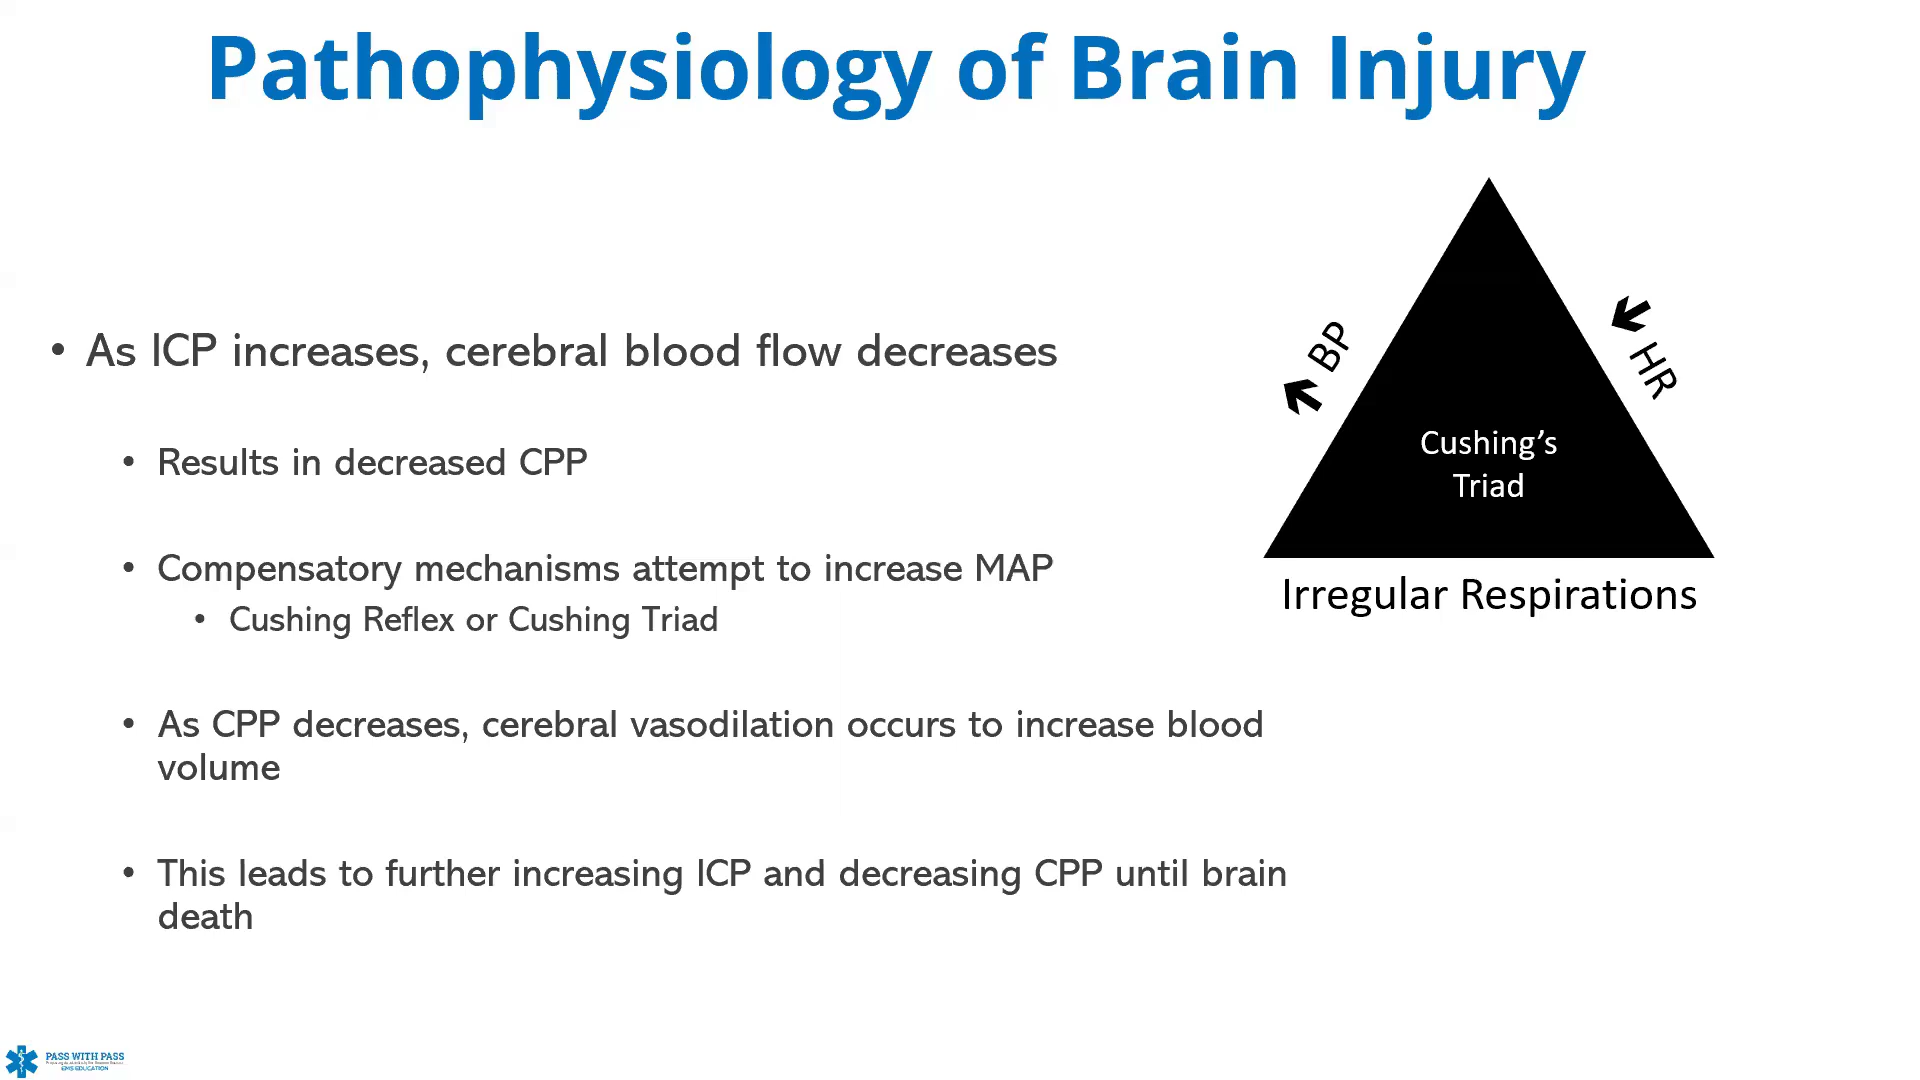 Pathophysiology of Brain Injury
• As ICP increases, cerebral blood flow decreases
• Results in decreased CPP
• Compensatory mechanisms attempt to increase MAP
• Cushing Reflex or Cushing Triad
• As CPP decreases, cerebral vasodilation occurs to increase blood
volume
• This leads to further increasing ICP and decreasing CPP until brain
death
↑ BP
↓ HR
Cushing’s
Triad
Irregular Respirations
PASS WITH PASS
EMS EDUCATION